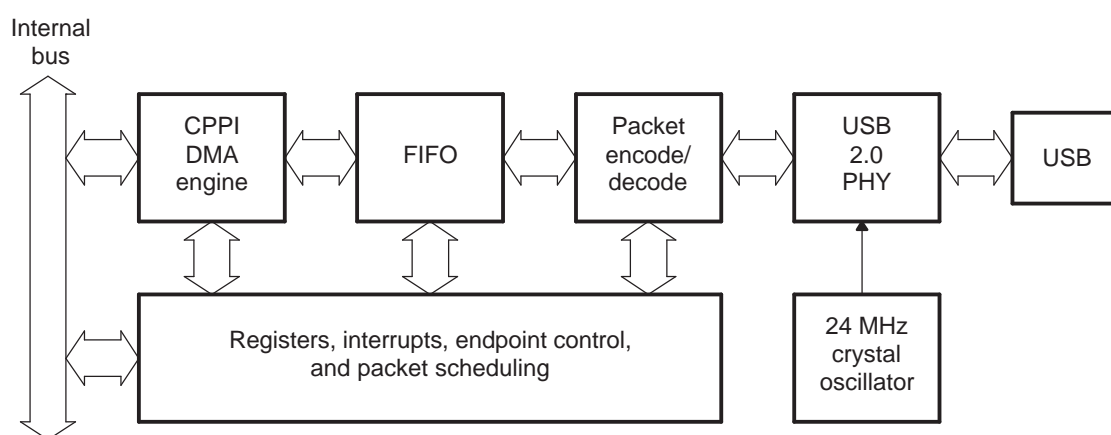 Internal
bus
CPPI
DMA
engine
FIFO
Packet
encode/
decode
USB
2.0
PHY
USB
Registers, interrupts, endpoint control,
and packet scheduling
24 MHz
crystal
oscillator